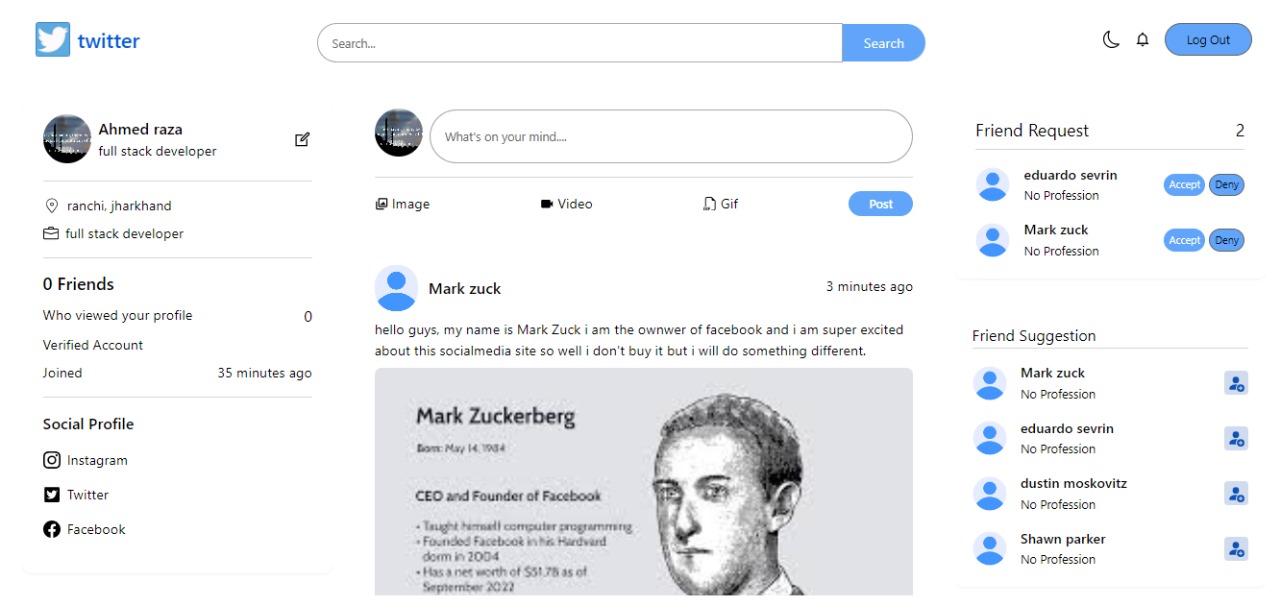 twitter
Search...
Search
Log Out
Ahmed raza
full stack developer
ranchi, jharkhand
full stack developer
0 Friends
Who viewed your profile 0
Verified Account
Joined 35 minutes ago
Social Profile
Instagram
Twitter
Facebook
What's on your mind....
Image Video Gif Post
Mark zuck 3 minutes ago
hello guys, my name is Mark Zuck i am the ownwer of facebook and i am super excited
about this socialmedia site so well i don't buy it but i will do something different.
Mark Zuckerberg
Born: May 14, 1984
CEO and Founder of Facebook
• Taught himself computer programming
• Founded Facebook in his Hardvard
dorm in 2004
• Has a net worth of $51.7B as of
September 2022
Friend Request 2
eduardo sevrin
No Profession
Accept Deny
Mark zuck
No Profession
Accept Deny
Friend Suggestion
Mark zuck
No Profession
eduardo sevrin
No Profession
dustin moskovitz
No Profession
Shawn parker
No Profession